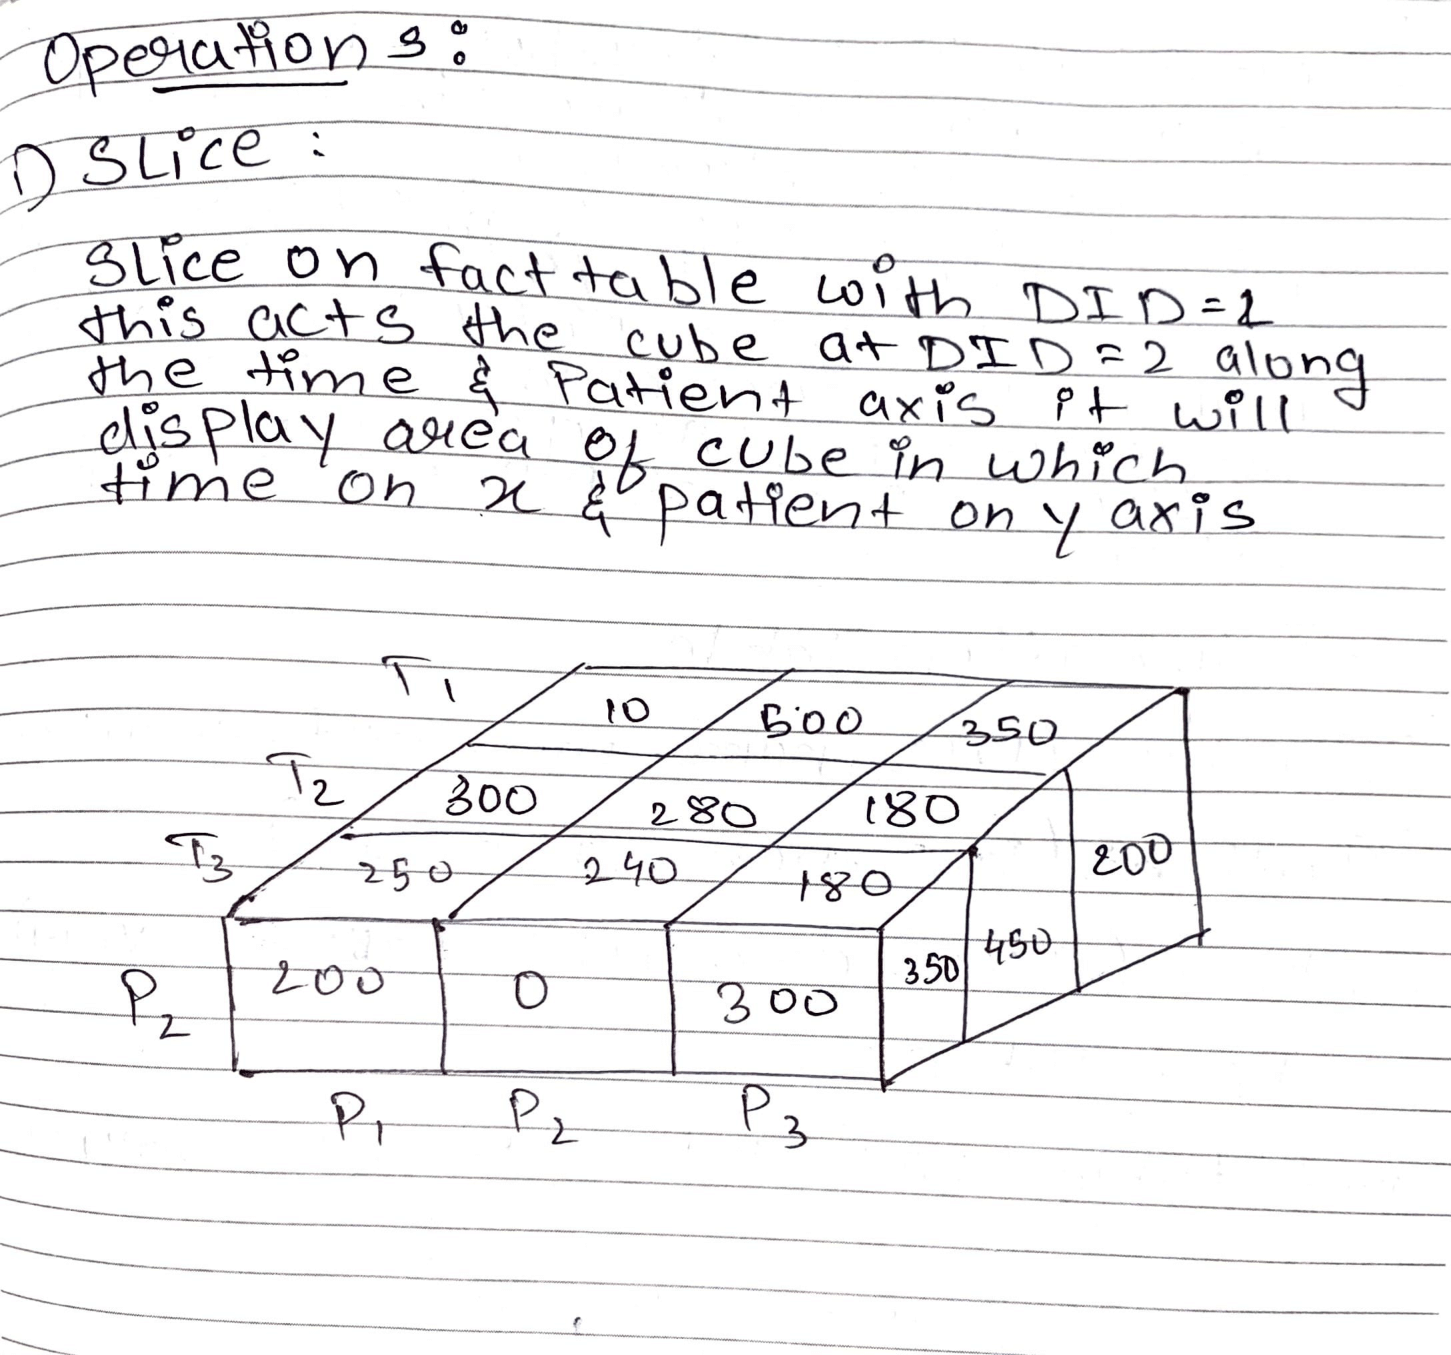 Operations:
1) Slice:
Slice on fact table with DID=2
this acts the cube at DID=2 along
the time & Patient axis it will
display area of cube in which
time on x & patient on y axis
T1 10 500 350
T2 300 280 180 200
T3 250 240 180 450
P2 200 0 300 350
P1 P2 P3